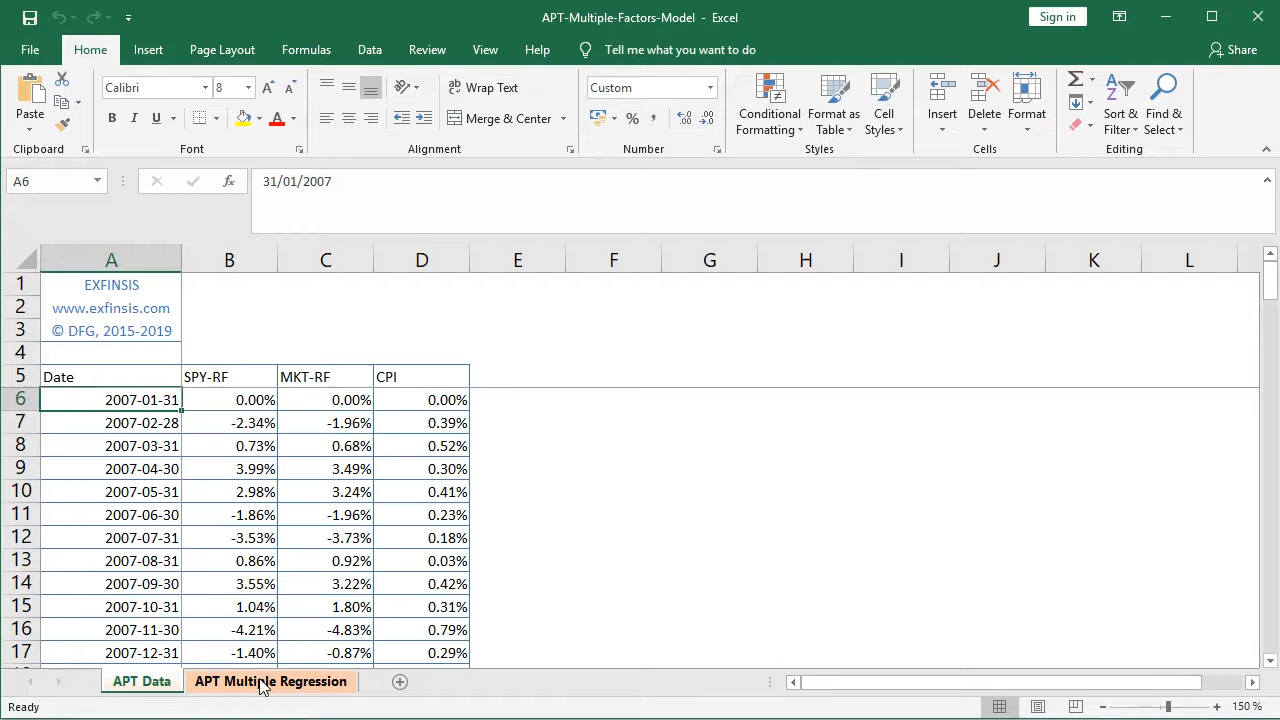 APT-Multiple-Factors-Model - Excel
Sign in
File Home Insert Page Layout Formulas Data Review View Help Tell me what you want to do Share
Paste
Clipboard
Calibri 8
B I U A
Font
Wrap Text
Merge & Center
Alignment
Custom
%
Number
Conditional Formatting
Format as Table
Cell Styles
Styles
Insert Delete Format
Cells
Sort & Filter
Find & Select
Editing
A6 fx 31/01/2007
A B C D E F G H I J K L
1 EXFINSIS
2 www.exfinsis.com
3 © DFG, 2015-2019
4
5 Date SPY-RF MKT-RF CPI
6 2007-01-31 0.00% 0.00% 0.00%
7 2007-02-28 -2.34% -1.96% 0.39%
8 2007-03-31 0.73% 0.68% 0.52%
9 2007-04-30 3.99% 3.49% 0.30%
10 2007-05-31 2.98% 3.24% 0.41%
11 2007-06-30 -1.86% -1.96% 0.23%
12 2007-07-31 -3.53% -3.73% 0.18%
13 2007-08-31 0.86% 0.92% 0.03%
14 2007-09-30 3.55% 3.22% 0.42%
15 2007-10-31 1.04% 1.80% 0.31%
16 2007-11-30 -4.21% -4.83% 0.79%
17 2007-12-31 -1.40% -0.87% 0.29%
APT Data APT Multiple Regression
Ready 150 %